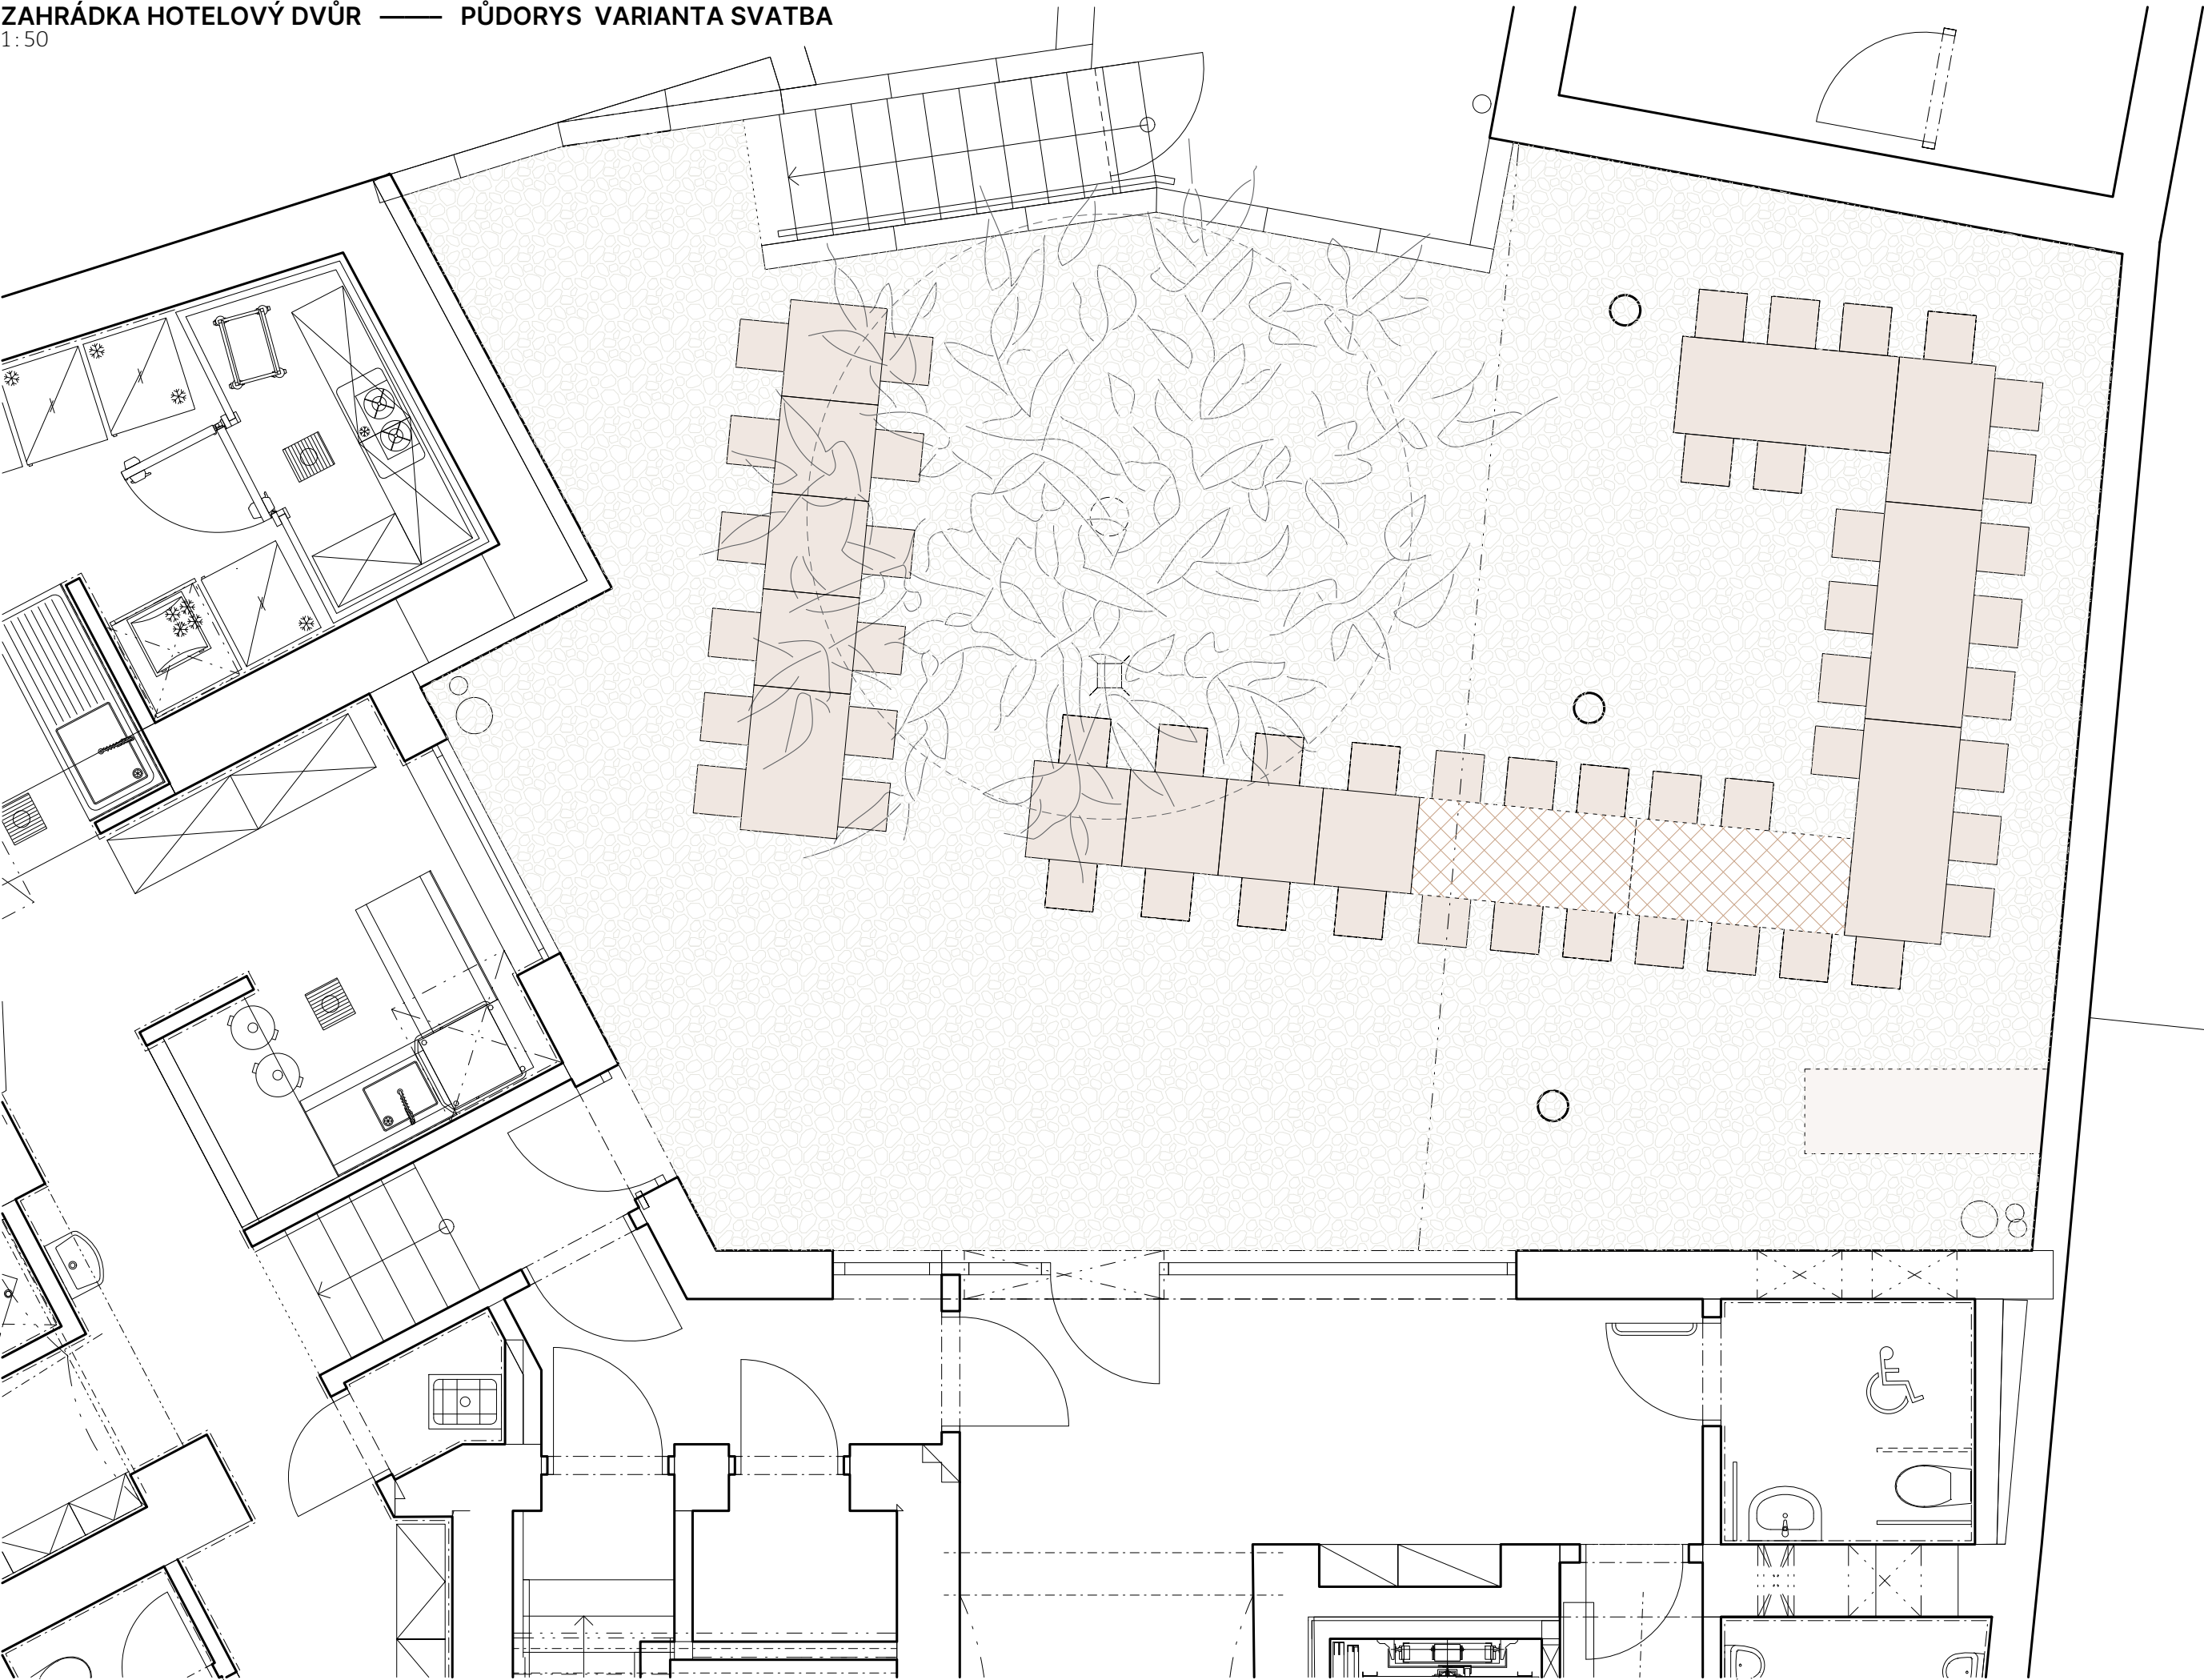 ZAHRÁDKA HOTELOVÝ DVŮR —— PŮDORYS VARIANTA SVATBA
1:50